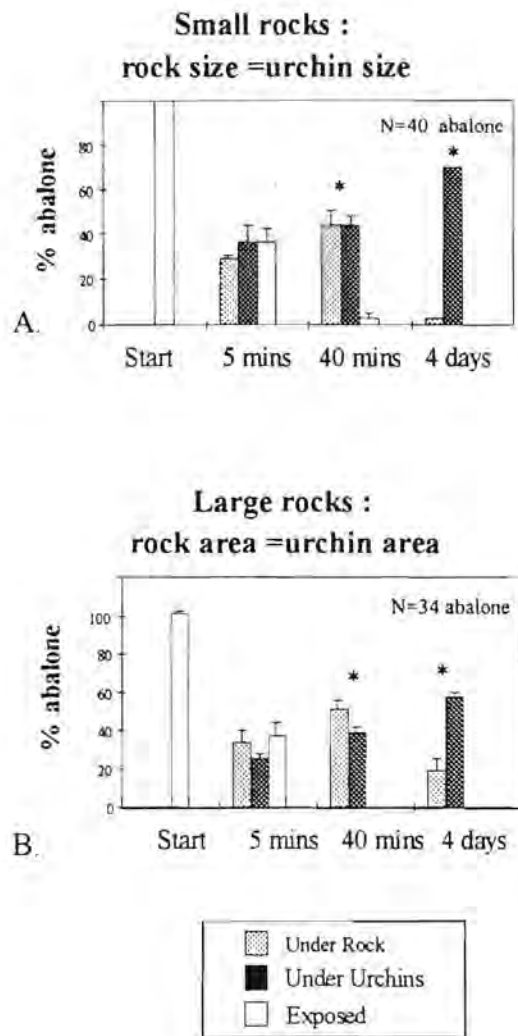 Small rocks :
rock size =urchin size
N=40 abalone
% abalone
80
60
40
20
0
*
*
A.
Start 5 mins 40 mins 4 days
Large rocks :
rock area =urchin area
N=34 abalone
% abalone
100
80
60
40
20
0
*
*
B.
Start 5 mins 40 mins 4 days
Under Rock
Under Urchins
Exposed